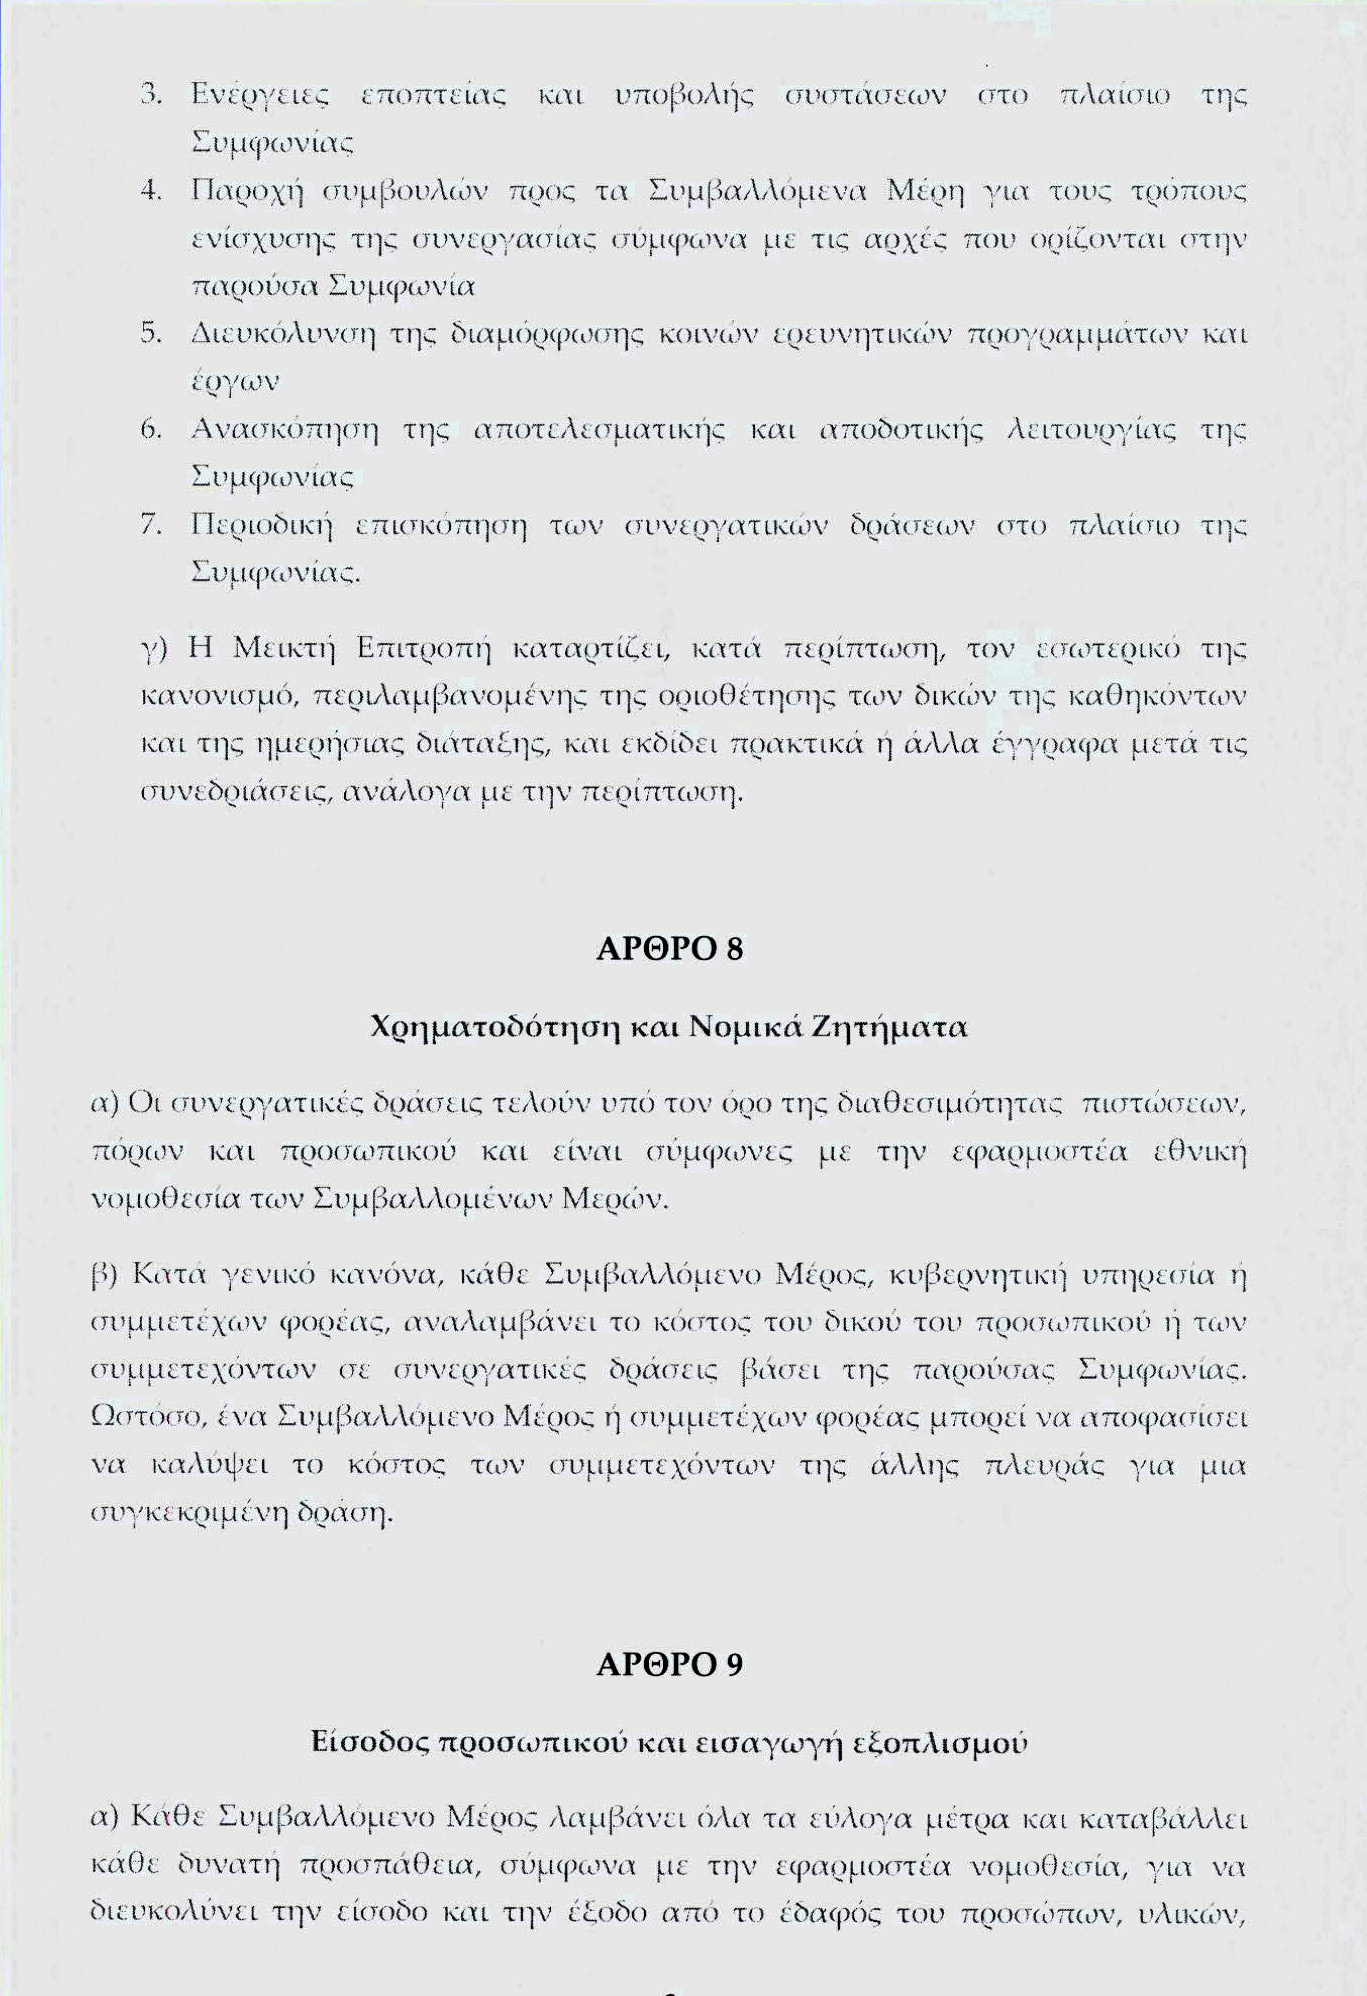 3. Ενέργειες εποπτείας και υποβολής συστάσεων στο πλαίσιο της
Συμφωνίας
4. Παροχή συμβουλών προς τα Συμβαλλόμενα Μέρη για τους τρόπους
ενίσχυσης της συνεργασίας σύμφωνα με τις αρχές που ορίζονται στην
παρούσα Συμφωνία
5. Διευκόλυνση της διαμόρφωσης κοινών ερευνητικών προγραμμάτων και
έργων
6. Ανασκόπηση της αποτελεσματικής και αποδοτικής λειτουργίας της
Συμφωνίας
7. Περιοδική επισκόπηση των συνεργατικών δράσεων στο πλαίσιο της
Συμφωνίας.
γ) Η Μεικτή Επιτροπή καταρτίζει, κατά περίπτωση, τον εσωτερικό της
κανονισμό, περιλαμβανομένης της οριοθέτησης των δικών της καθηκόντων
και της ημερήσιας διάταξης, και εκδίδει πρακτικά ή άλλα έγγραφα μετά τις
συνεδριάσεις, ανάλογα με την περίπτωση.
ΑΡΘΡΟ 8
Χρηματοδότηση και Νομικά Ζητήματα
α) Οι συνεργατικές δράσεις τελούν υπό τον όρο της διαθεσιμότητας πιστώσεων,
πόρων και προσωπικού και είναι σύμφωνες με την εφαρμοστέα εθνική
νομοθεσία των Συμβαλλομένων Μερών.
β) Κατά γενικό κανόνα, κάθε Συμβαλλόμενο Μέρος, κυβερνητική υπηρεσία ή
συμμετέχων φορέας, αναλαμβάνει το κόστος του δικού του προσωπικού ή των
συμμετεχόντων σε συνεργατικές δράσεις βάσει της παρούσας Συμφωνίας.
Ωστόσο, ένα Συμβαλλόμενο Μέρος ή συμμετέχων φορέας μπορεί να αποφασίσει
να καλύψει το κόστος των συμμετεχόντων της άλλης πλευράς για μια
συγκεκριμένη δράση.
ΑΡΘΡΟ 9
Είσοδος προσωπικού και εισαγωγή εξοπλισμού
α) Κάθε Συμβαλλόμενο Μέρος λαμβάνει όλα τα εύλογα μέτρα και καταβάλλει
κάθε δυνατή προσπάθεια, σύμφωνα με την εφαρμοστέα νομοθεσία, για να
διευκολύνει την είσοδο και την έξοδο από το έδαφός του προσώπων, υλικών,